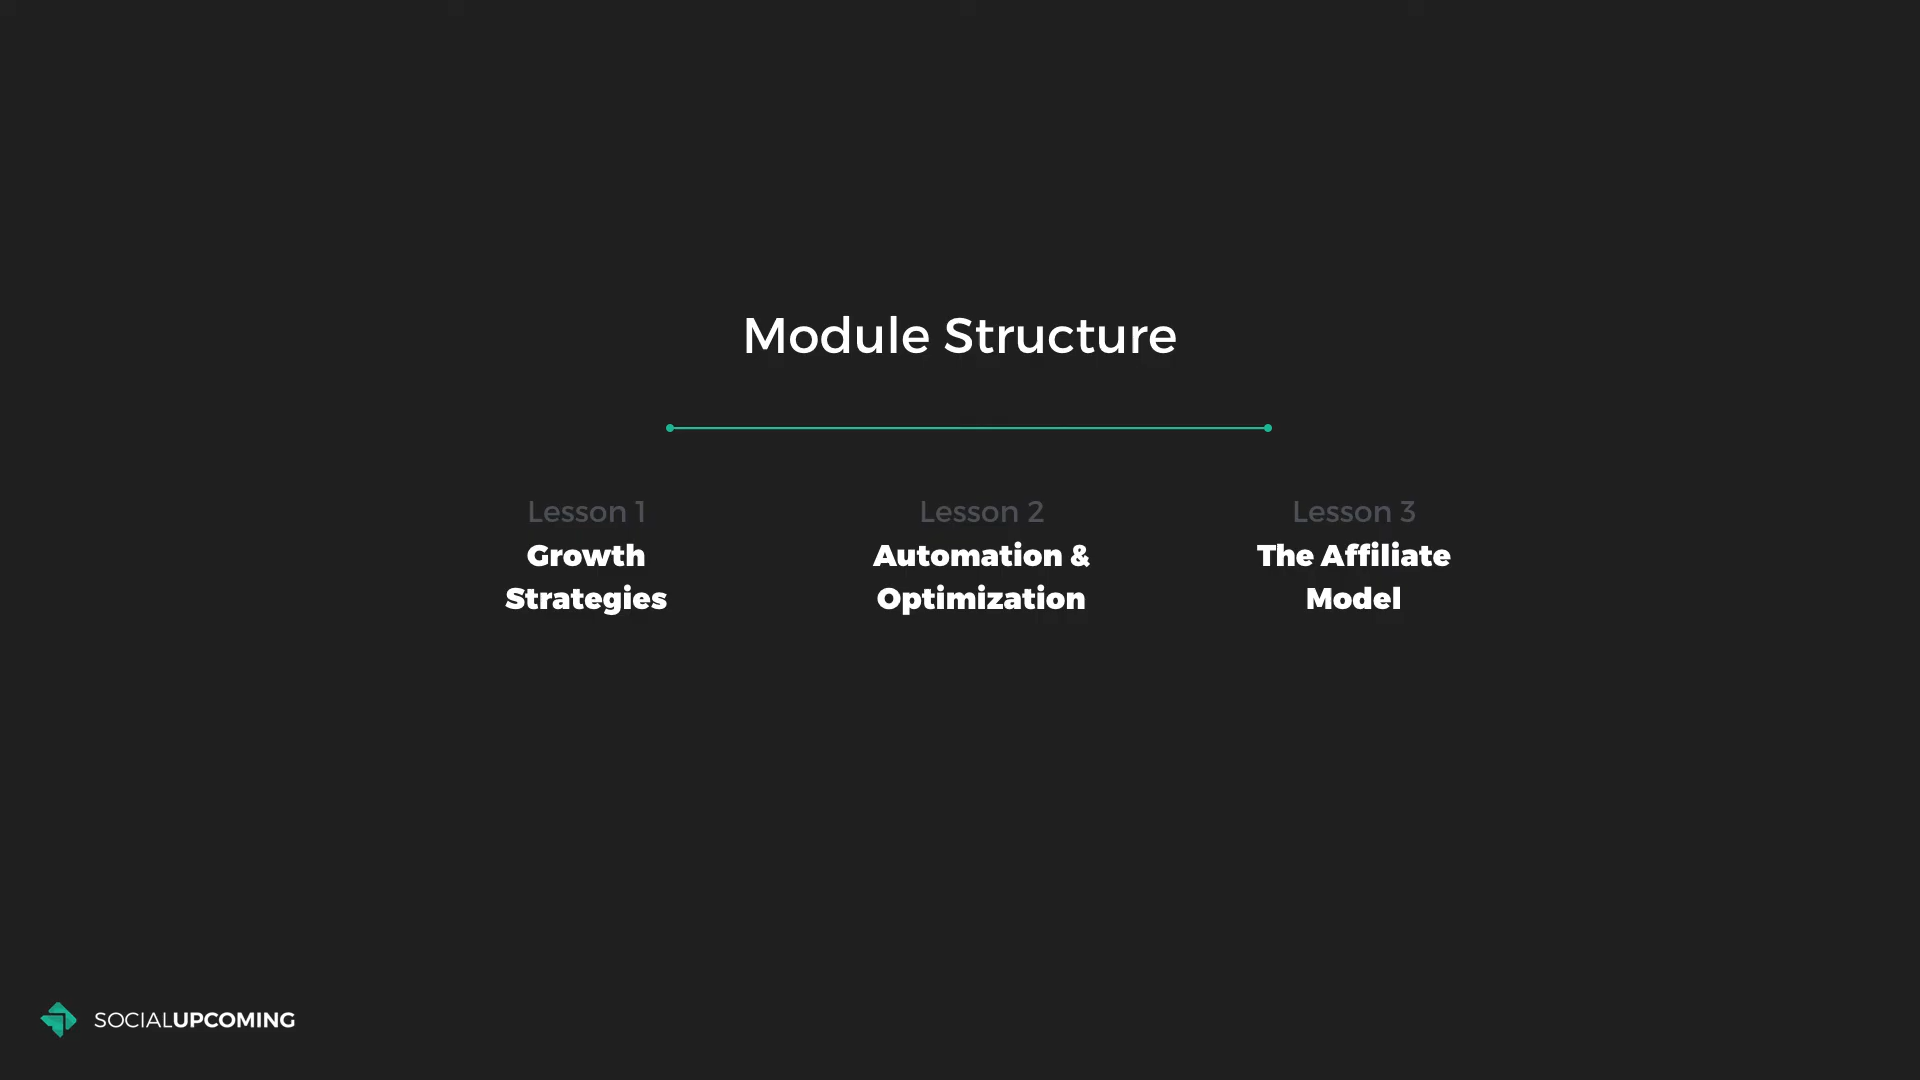 Module Structure
Lesson 1
Growth
Strategies
Lesson 2
Automation &
Optimization
Lesson 3
The Affiliate
Model
SOCIALUPCOMING